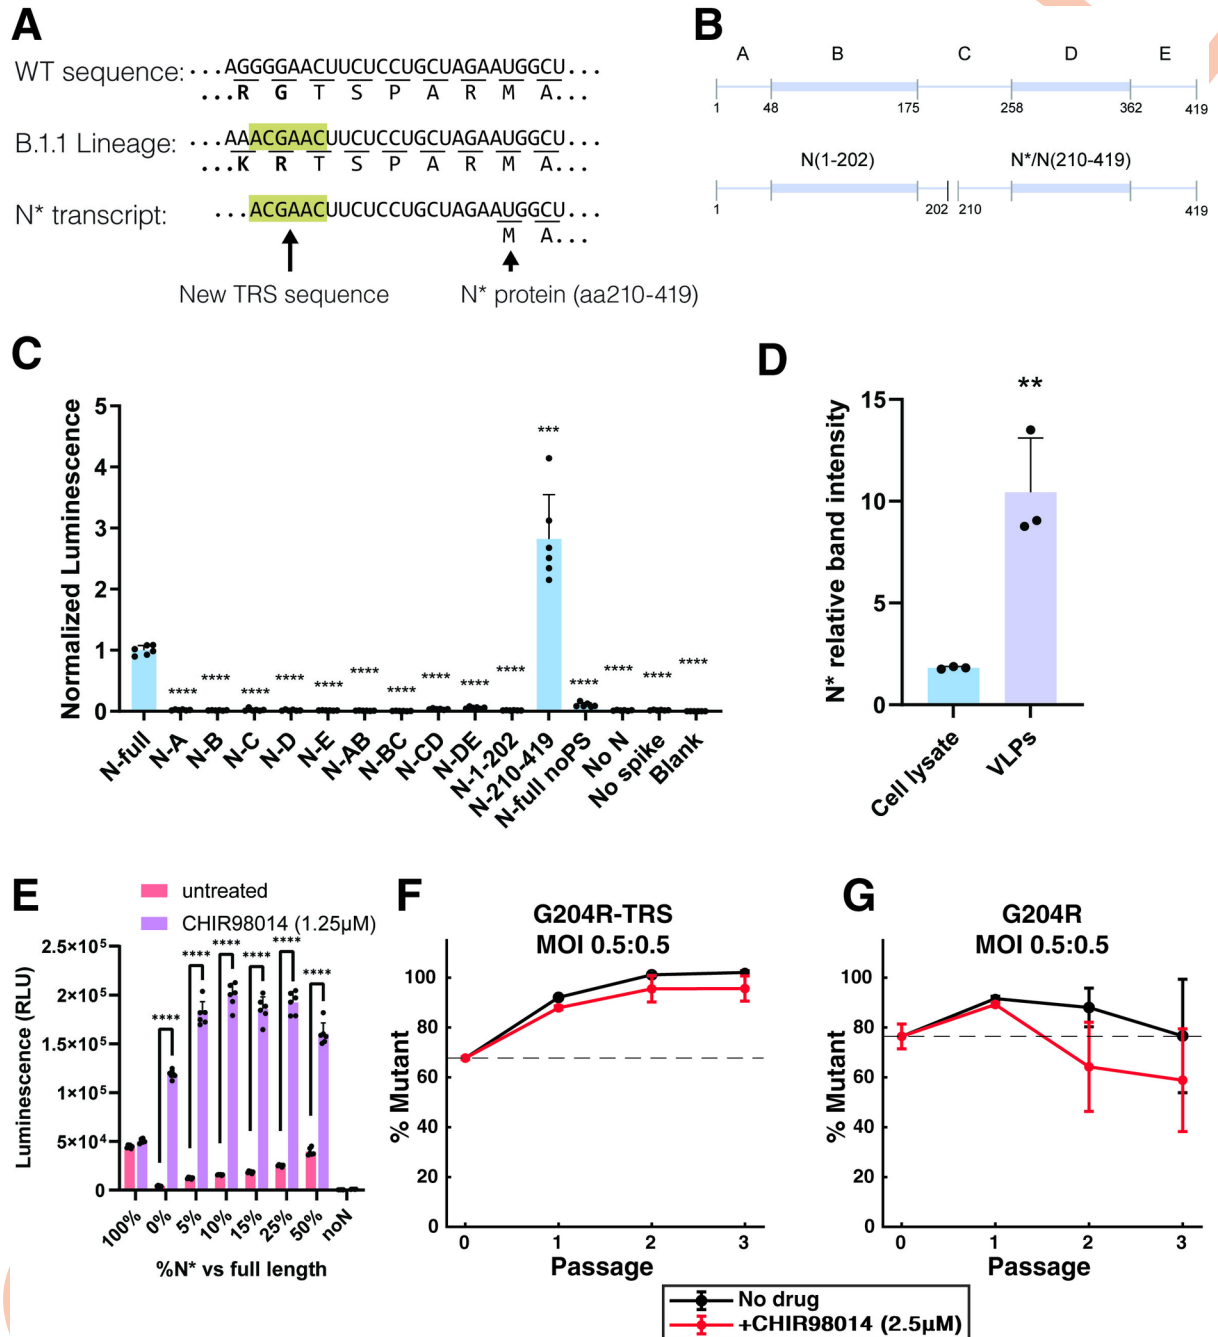 A
WT sequence: ...AGGGGAACUUCUCCUGCUAGAAUGGCU...
...R G T S P A R M A...
B.1.1 Lineage: ...AAACGAACUUCUCCUGCUAGAAUGGCU...
...K R T S P A R M A...
N* transcript: ...ACGAACUUCUCCUGCUAGAAUGGCU
M A...
New TRS sequence
N* protein (aa210-419)
B
A B C D E
1 48 175 258 362 419
N(1-202) N*/N(210-419)
1 202 210 419
C
Normalized Luminescence
5
4
3
2
1
0
***
**** **** **** **** **** **** **** **** **** **** **** **** **** ****
N-full
N-A
N-B
N-C
N-D
N-E
N-AB
N-BC
N-CD
N-DE
N-1-202
N-210-419
N-full noPS
No N
No spike
Blank
D
N* relative band intensity
15
10
5
0
**
Cell lysate
VLPs
E
untreated
CHIR98014 (1.25µM)
Luminescence (RLU)
2.5×10⁵
2×10⁵
1.5×10⁵
1×10⁵
5×10⁴
0
**** **** **** **** **** ****
100% 0% 5% 10% 15% 25% 50% noN
%N* vs full length
F
G204R-TRS
MOI 0.5:0.5
% Mutant
100
80
60
40
20
0
0 1 2 3
Passage
G
G204R
MOI 0.5:0.5
% Mutant
100
80
60
40
20
0
0 1 2 3
Passage
No drug
+CHIR98014 (2.5µM)